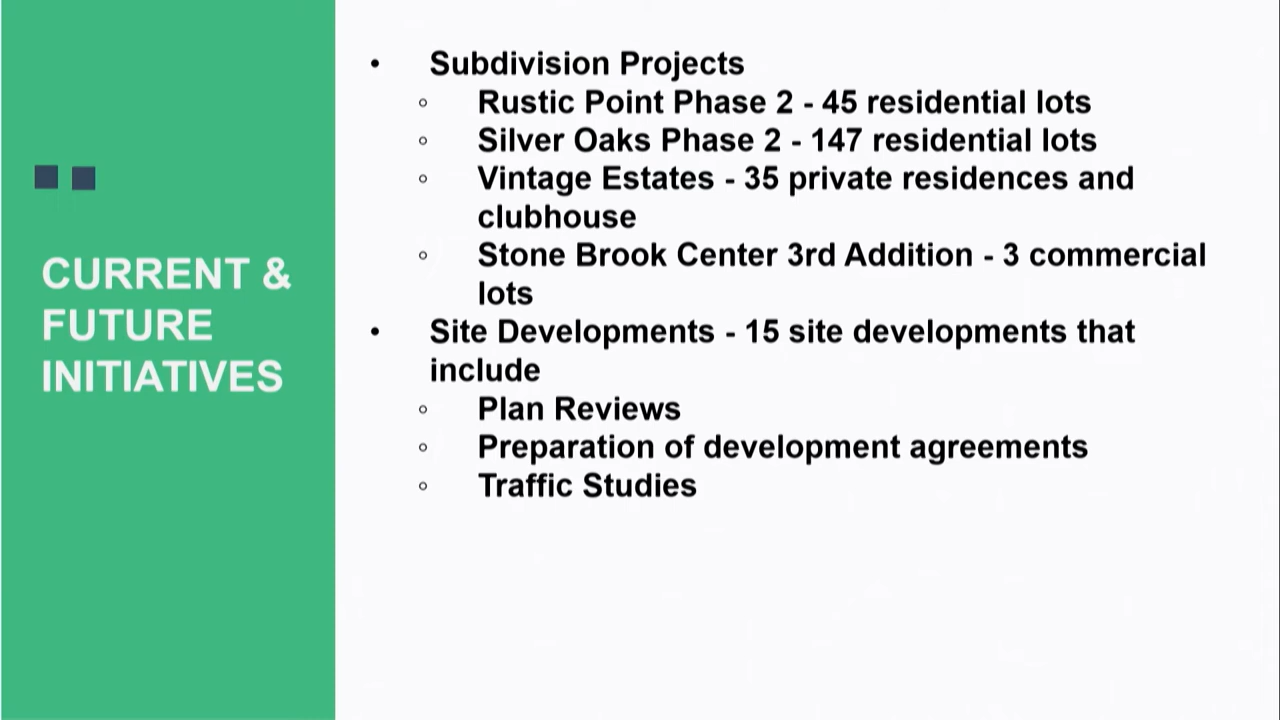 CURRENT &
FUTURE
INITIATIVES
• Subdivision Projects
○ Rustic Point Phase 2 - 45 residential lots
○ Silver Oaks Phase 2 - 147 residential lots
○ Vintage Estates - 35 private residences and
clubhouse
○ Stone Brook Center 3rd Addition - 3 commercial
lots
• Site Developments - 15 site developments that
include
○ Plan Reviews
○ Preparation of development agreements
○ Traffic Studies